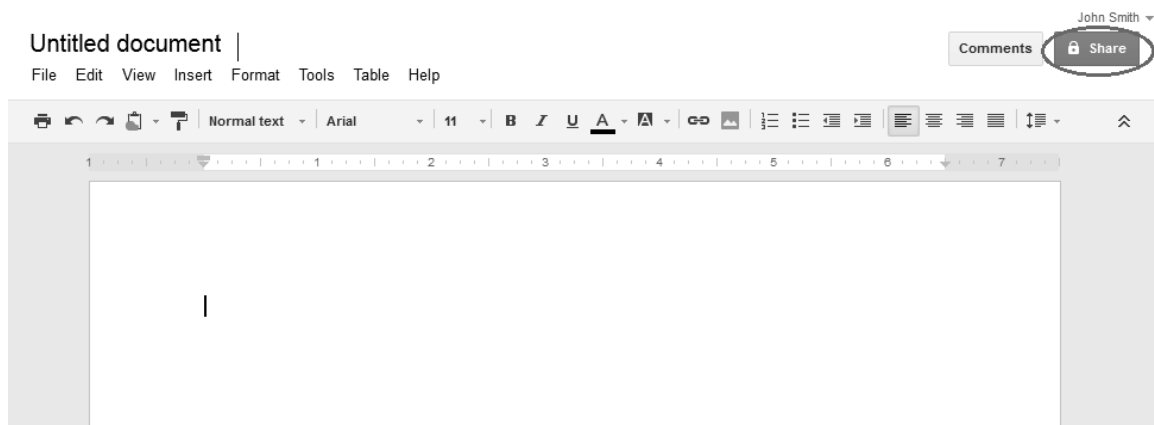 John Smith
Untitled document
Comments Share
File Edit View Insert Format Tools Table Help
Normal text Arial 11 B I U A A
1 1 2 3 4 5 6 7